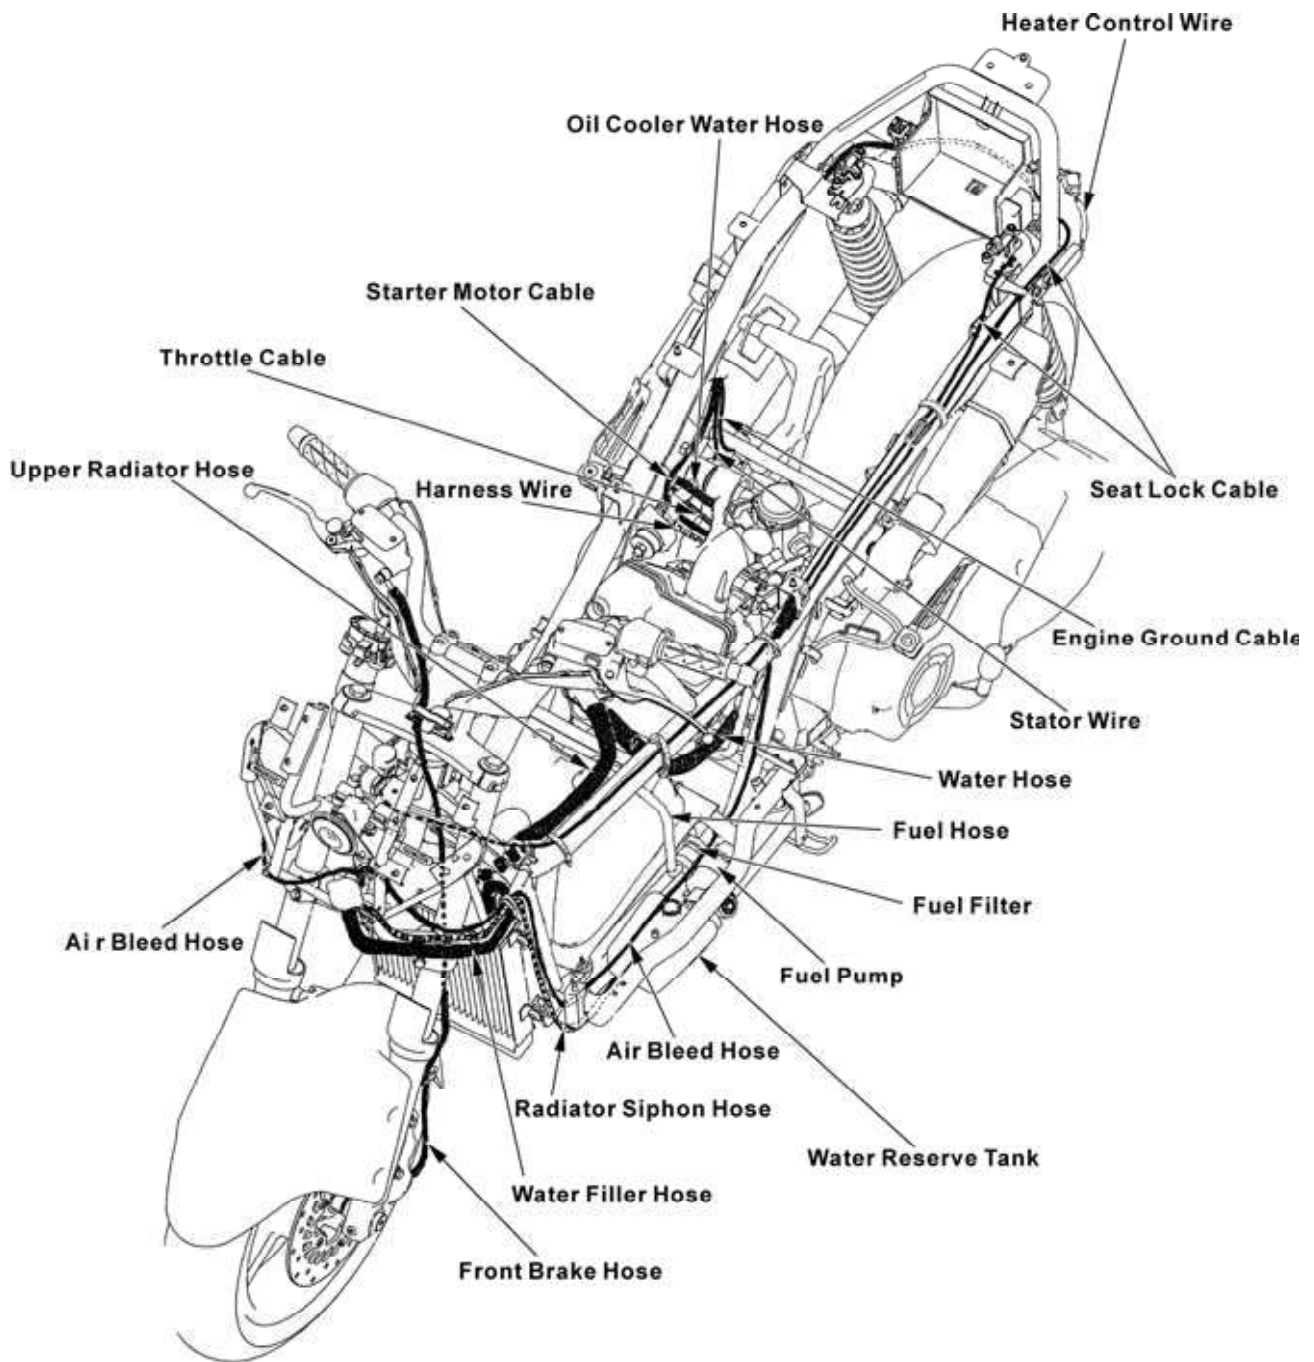 Heater Control Wire
Oil Cooler Water Hose
Starter Motor Cable
Throttle Cable
Upper Radiator Hose
Harness Wire
Seat Lock Cable
Engine Ground Cable
Stator Wire
Water Hose
Fuel Hose
Fuel Filter
Air Bleed Hose
Fuel Pump
Air Bleed Hose
Radiator Siphon Hose
Water Reserve Tank
Water Filler Hose
Front Brake Hose